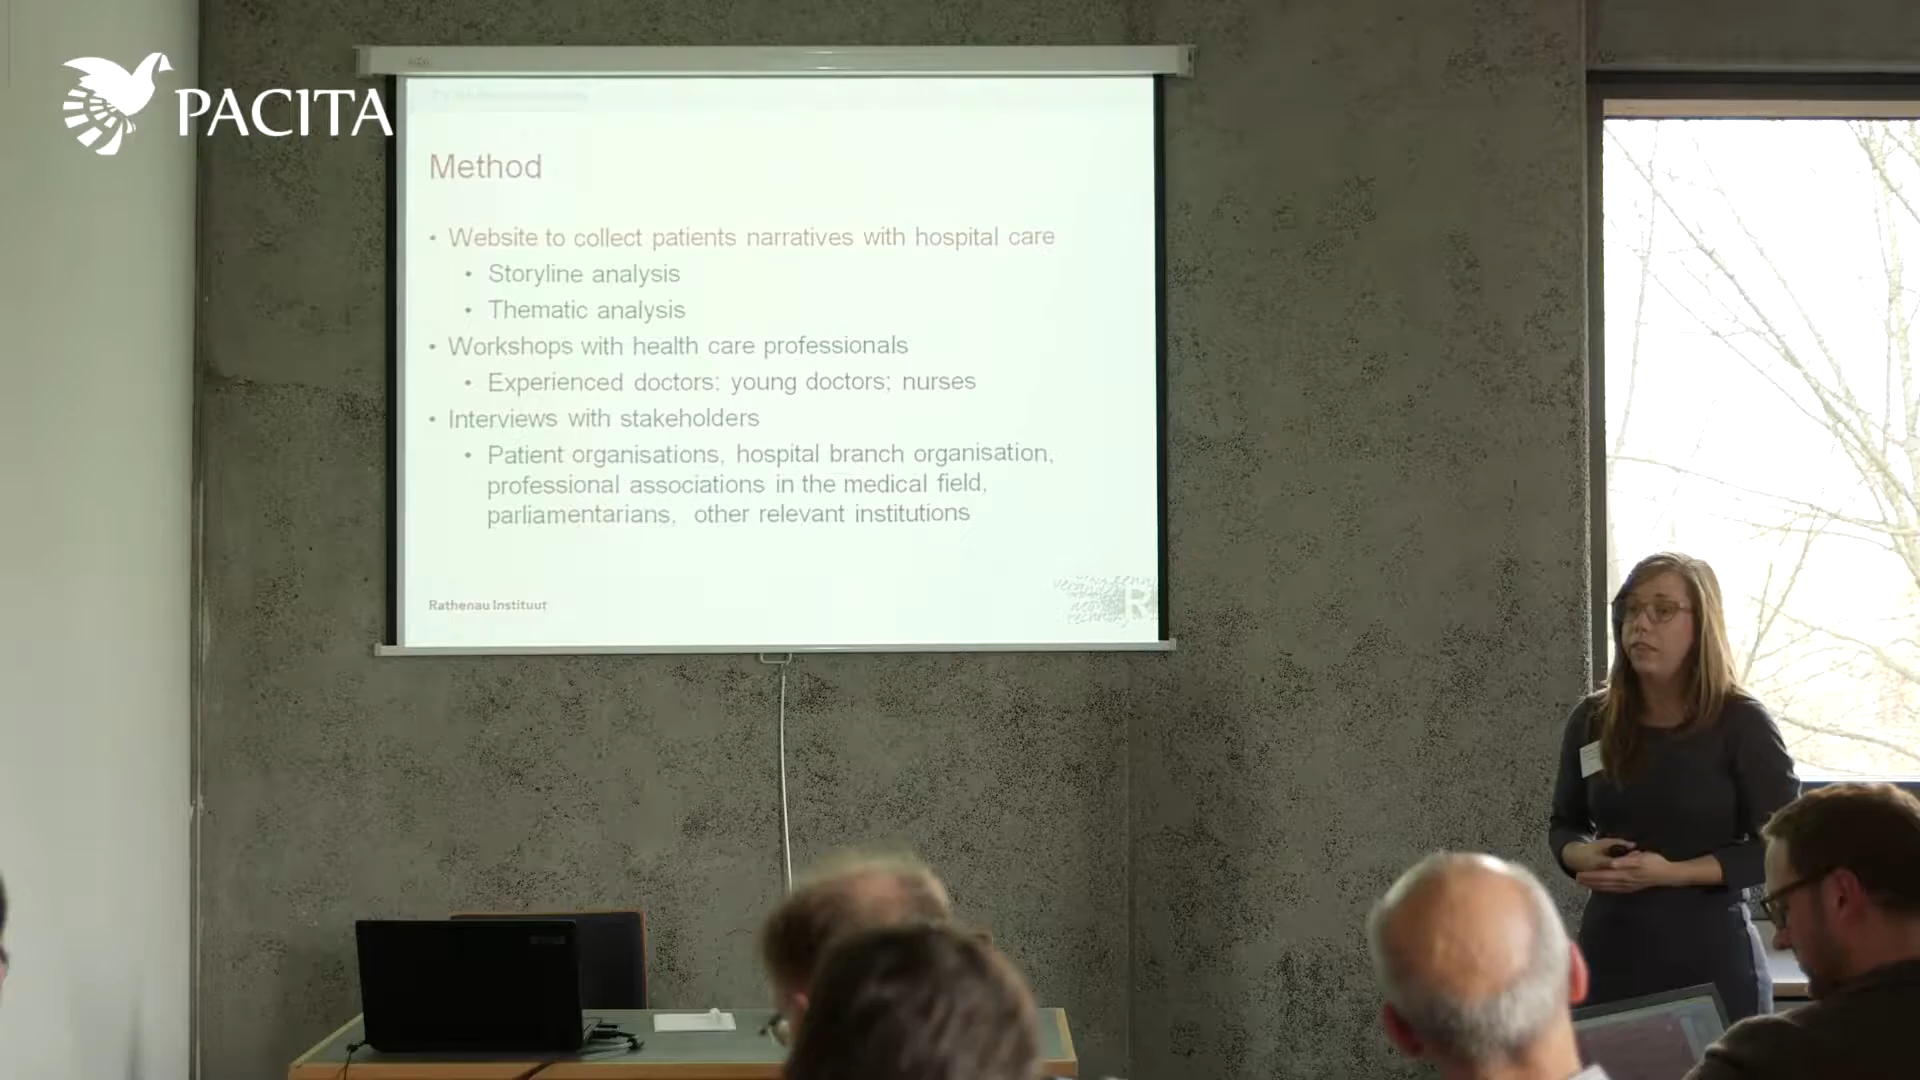 PACITA
Method
• Website to collect patients narratives with hospital care
• Storyline analysis
• Thematic analysis
• Workshops with health care professionals
• Experienced doctors; young doctors; nurses
• Interviews with stakeholders
• Patient organisations, hospital branch organisation,
professional associations in the medical field,
parliamentarians, other relevant institutions
Rathenau Instituut
R